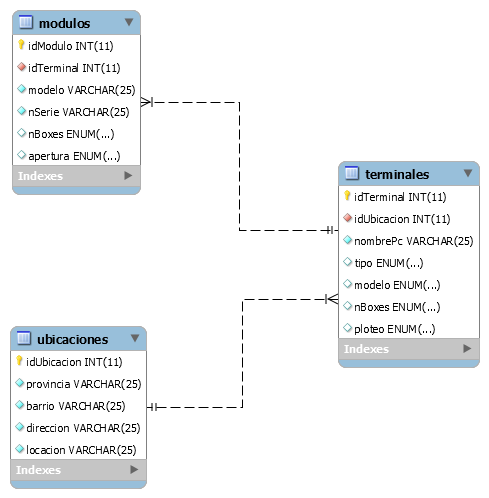 modulos
idModulo INT(11)
idTerminal INT(11)
modelo VARCHAR(25)
nSerie VARCHAR(25)
nBoxes ENUM(...)
apertura ENUM(...)
Indexes
terminales
idTerminal INT(11)
idUbicacion INT(11)
nombrePc VARCHAR(25)
tipo ENUM(...)
modelo ENUM(...)
nBoxes ENUM(...)
ploteo ENUM(...)
Indexes
ubicaciones
idUbicacion INT(11)
provincia VARCHAR(25)
barrio VARCHAR(25)
direccion VARCHAR(25)
locacion VARCHAR(25)
Indexes